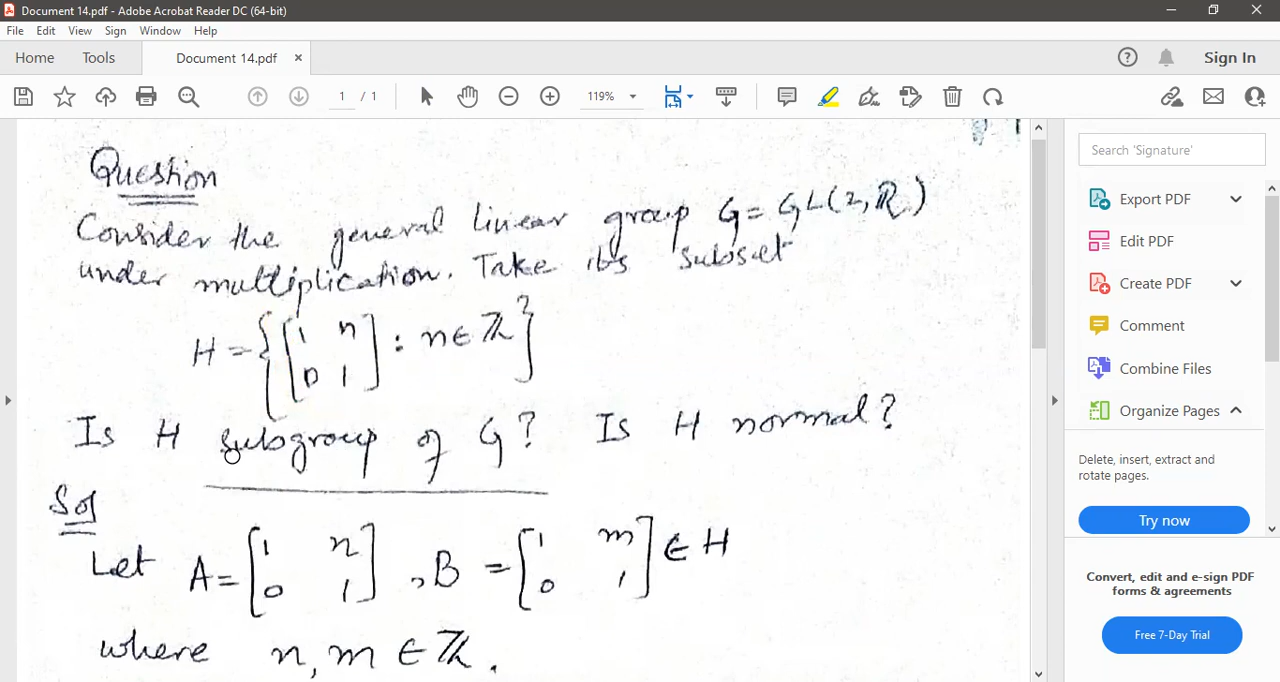 Document 14.pdf - Adobe Acrobat Reader DC (64-bit)
File Edit View Sign Window Help
Home Tools Document 14.pdf × Sign In
1 / 1 119%
Question
Consider the general linear group G = GL(2, ℝ)
under multiplication. Take its subset
H = {[1 n
0 1] : n ∈ ℤ}
Is H subgroup of G? Is H normal?
Sol
Let A = [1 n
0 1], B = [1 m
0 1] ∈ H
where n, m ∈ ℤ.
Search 'Signature'
Export PDF
Edit PDF
Create PDF
Comment
Combine Files
Organize Pages
Delete, insert, extract and
rotate pages.
Try now
Convert, edit and e-sign PDF
forms & agreements
Free 7-Day Trial